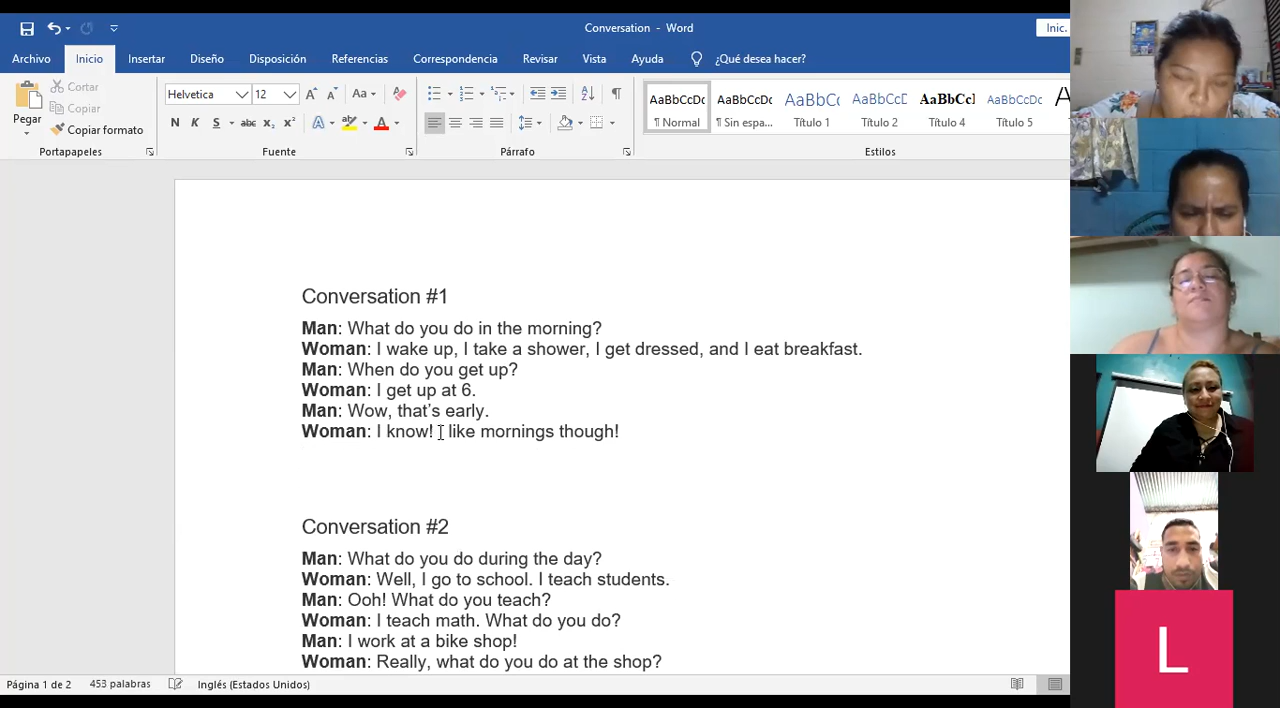 Conversation - Word
Inic.
Archivo Inicio Insertar Diseño Disposición Referencias Correspondencia Revisar Vista Ayuda ¿Qué desea hacer?
Pegar
Cortar
Copiar
Copiar formato
Portapapeles
Helvetica 12
Aa
N K S abc x₂ x²
Fuente
Párrafo
AaBbCcDc AaBbCcDc AaBbC AaBbCcD AaBbCcI AaBbCcDc
¶ Normal ¶ Sin espa... Título 1 Título 2 Título 4 Título 5
Estilos
Conversation #1
Man: What do you do in the morning?
Woman: I wake up, I take a shower, I get dressed, and I eat breakfast.
Man: When do you get up?
Woman: I get up at 6.
Man: Wow, that’s early.
Woman: I know! I like mornings though!
Conversation #2
Man: What do you do during the day?
Woman: Well, I go to school. I teach students.
Man: Ooh! What do you teach?
Woman: I teach math. What do you do?
Man: I work at a bike shop!
Woman: Really, what do you do at the shop?
Página 1 de 2 453 palabras Inglés (Estados Unidos)
L